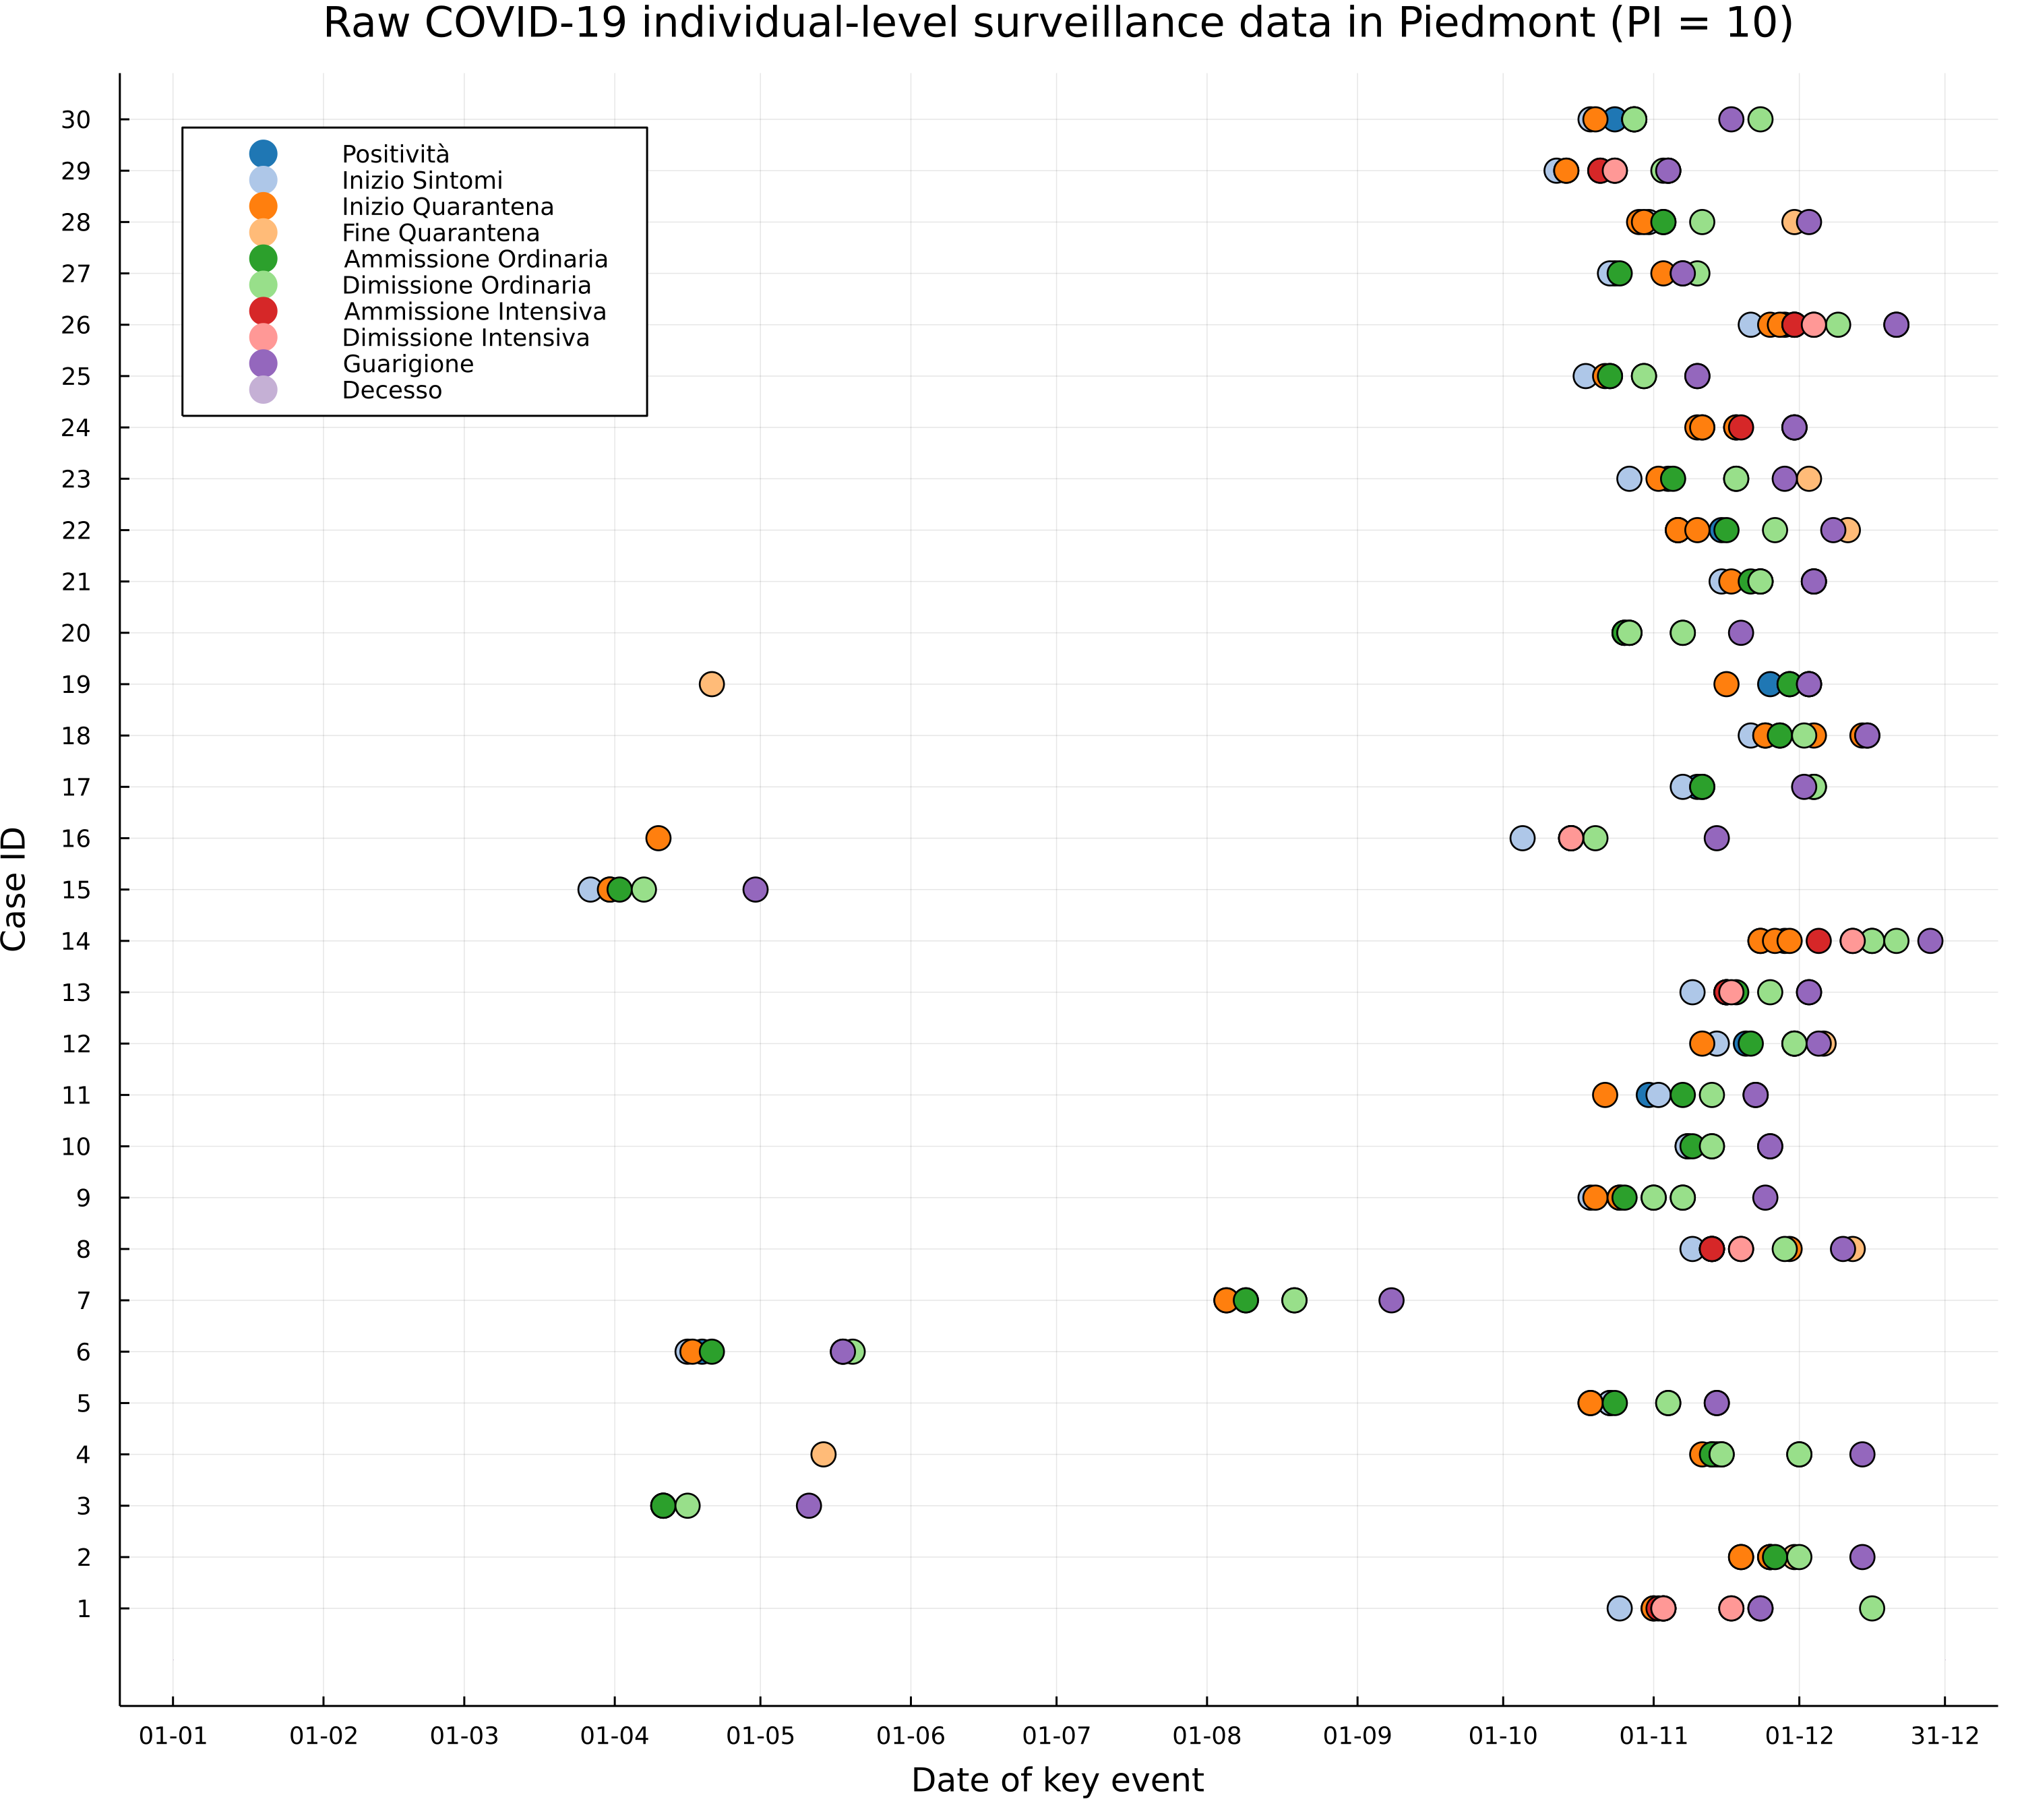 Raw COVID-19 individual-level surveillance data in Piedmont (PI = 10)
Positività
Inizio Sintomi
Inizio Quarantena
Fine Quarantena
Ammissione Ordinaria
Dimissione Ordinaria
Ammissione Intensiva
Dimissione Intensiva
Guarigione
Decesso
30
29
28
27
26
25
24
23
22
21
20
19
18
17
16
15
14
13
12
11
10
9
8
7
6
5
4
3
2
1
Case ID
01-01 01-02 01-03 01-04 01-05 01-06 01-07 01-08 01-09 01-10 01-11 01-12 31-12
Date of key event